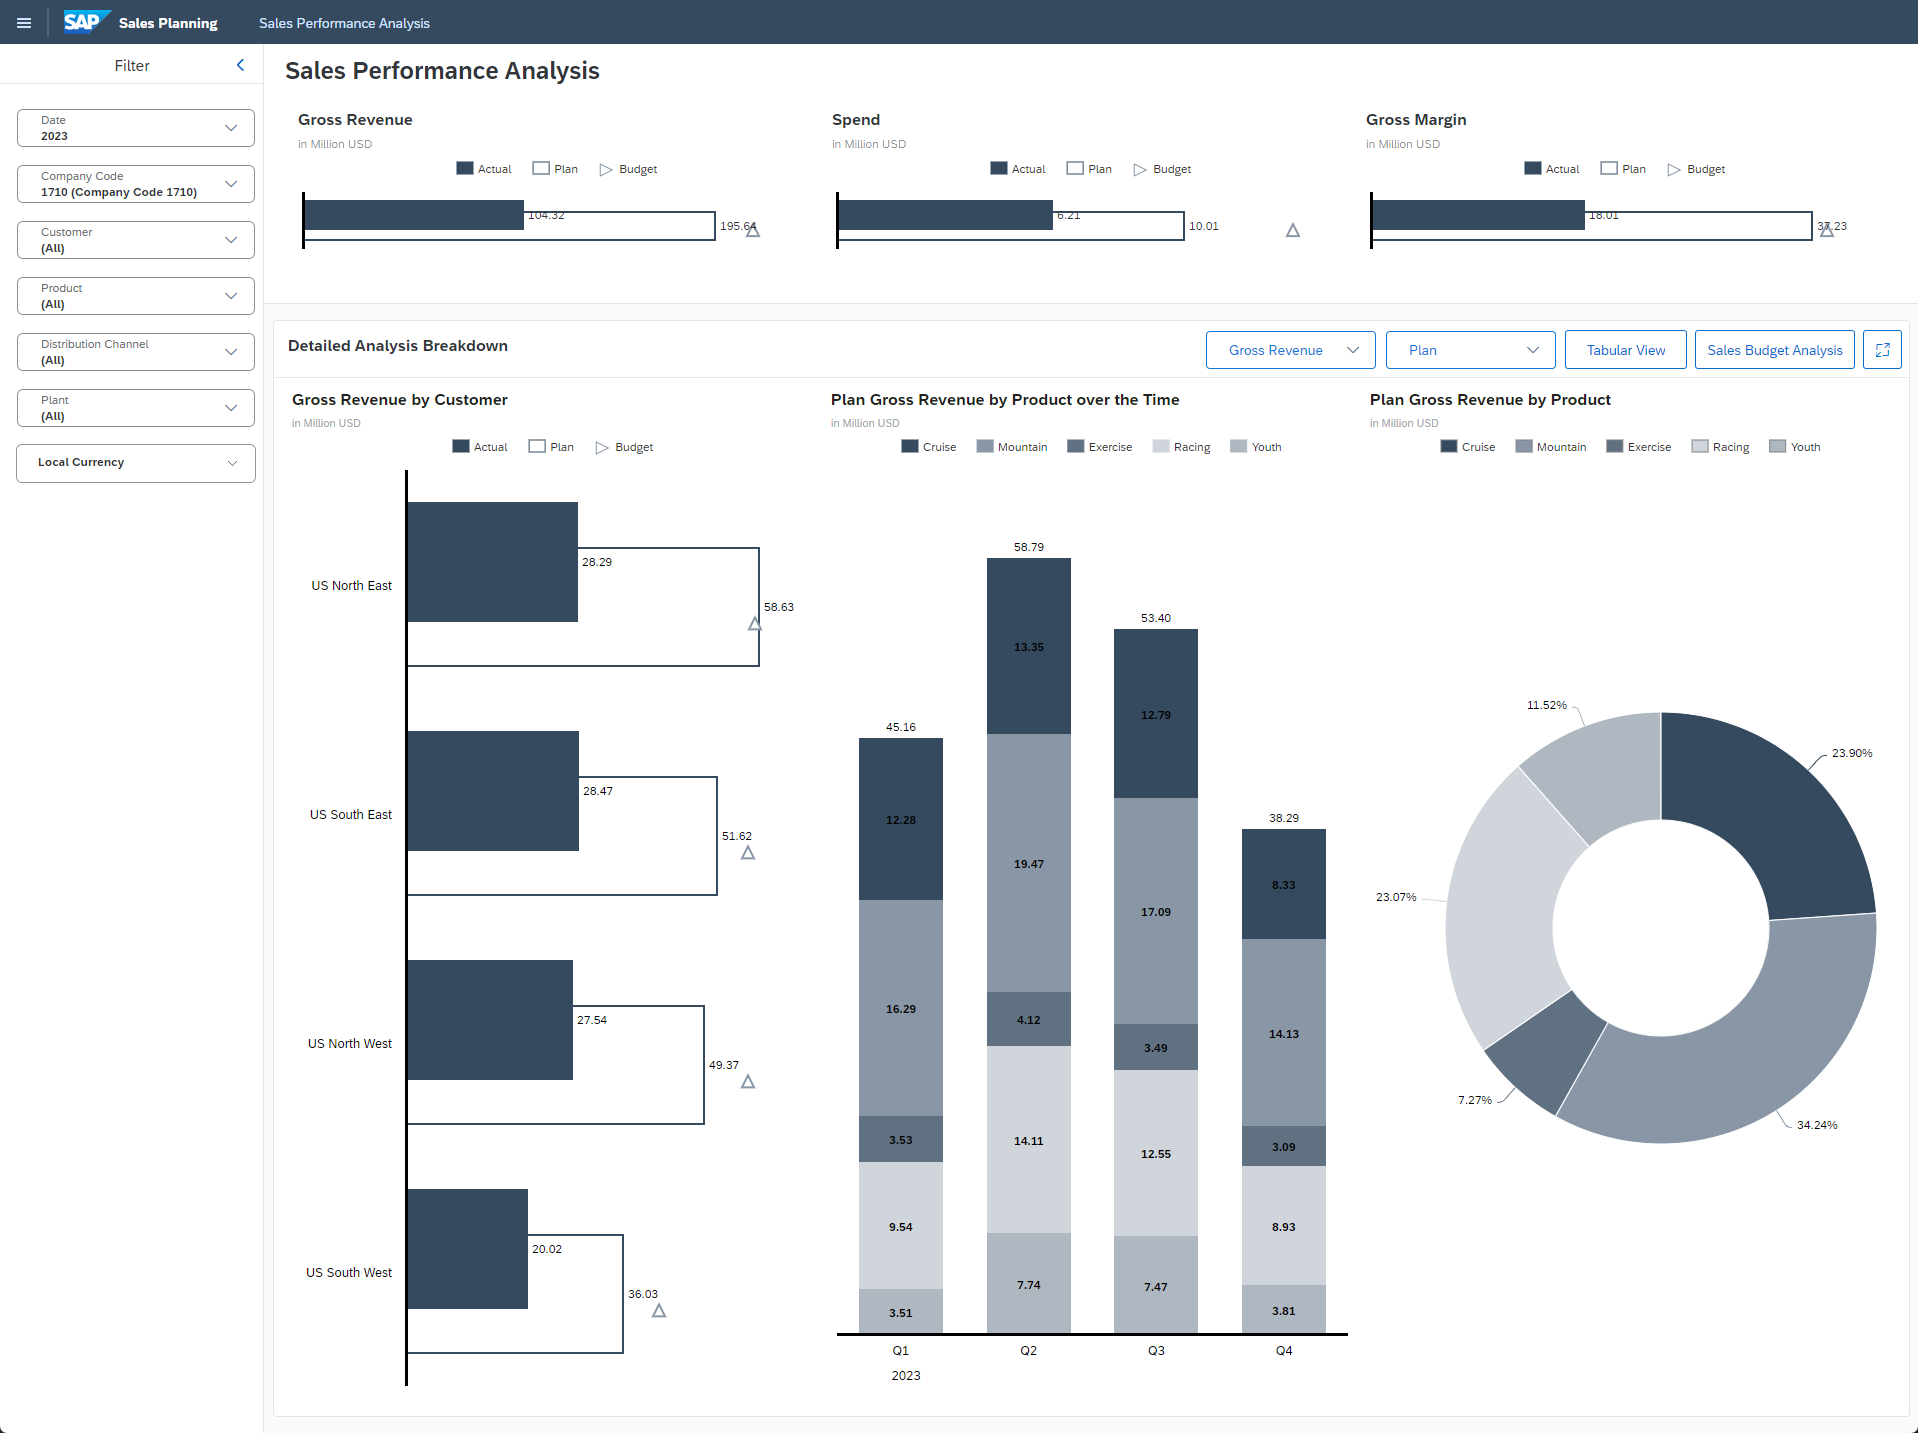 SAP Sales Planning Sales Performance Analysis
Filter
Date
2023
Company Code
1710 (Company Code 1710)
Customer
(All)
Product
(All)
Distribution Channel
(All)
Plant
(All)
Local Currency
Sales Performance Analysis
Gross Revenue
in Million USD
Actual Plan Budget
104.32
195.64
Spend
in Million USD
Actual Plan Budget
6.21
10.01
Gross Margin
in Million USD
Actual Plan Budget
18.01
37.23
Detailed Analysis Breakdown
Gross Revenue Plan Tabular View Sales Budget Analysis
Gross Revenue by Customer
in Million USD
Actual Plan Budget
US North East
28.29
58.63
US South East
28.47
51.62
US North West
27.54
49.37
US South West
20.02
36.03
Plan Gross Revenue by Product over the Time
in Million USD
Cruise Mountain Exercise Racing Youth
45.16
12.28
16.29
3.53
9.54
3.51
58.79
13.35
19.47
4.12
14.11
7.74
53.40
12.79
17.09
3.49
12.55
7.47
38.29
8.33
14.13
3.09
8.93
3.81
Q1 Q2 Q3 Q4
2023
Plan Gross Revenue by Product
in Million USD
Cruise Mountain Exercise Racing Youth
11.52%
23.90%
23.07%
7.27%
34.24%